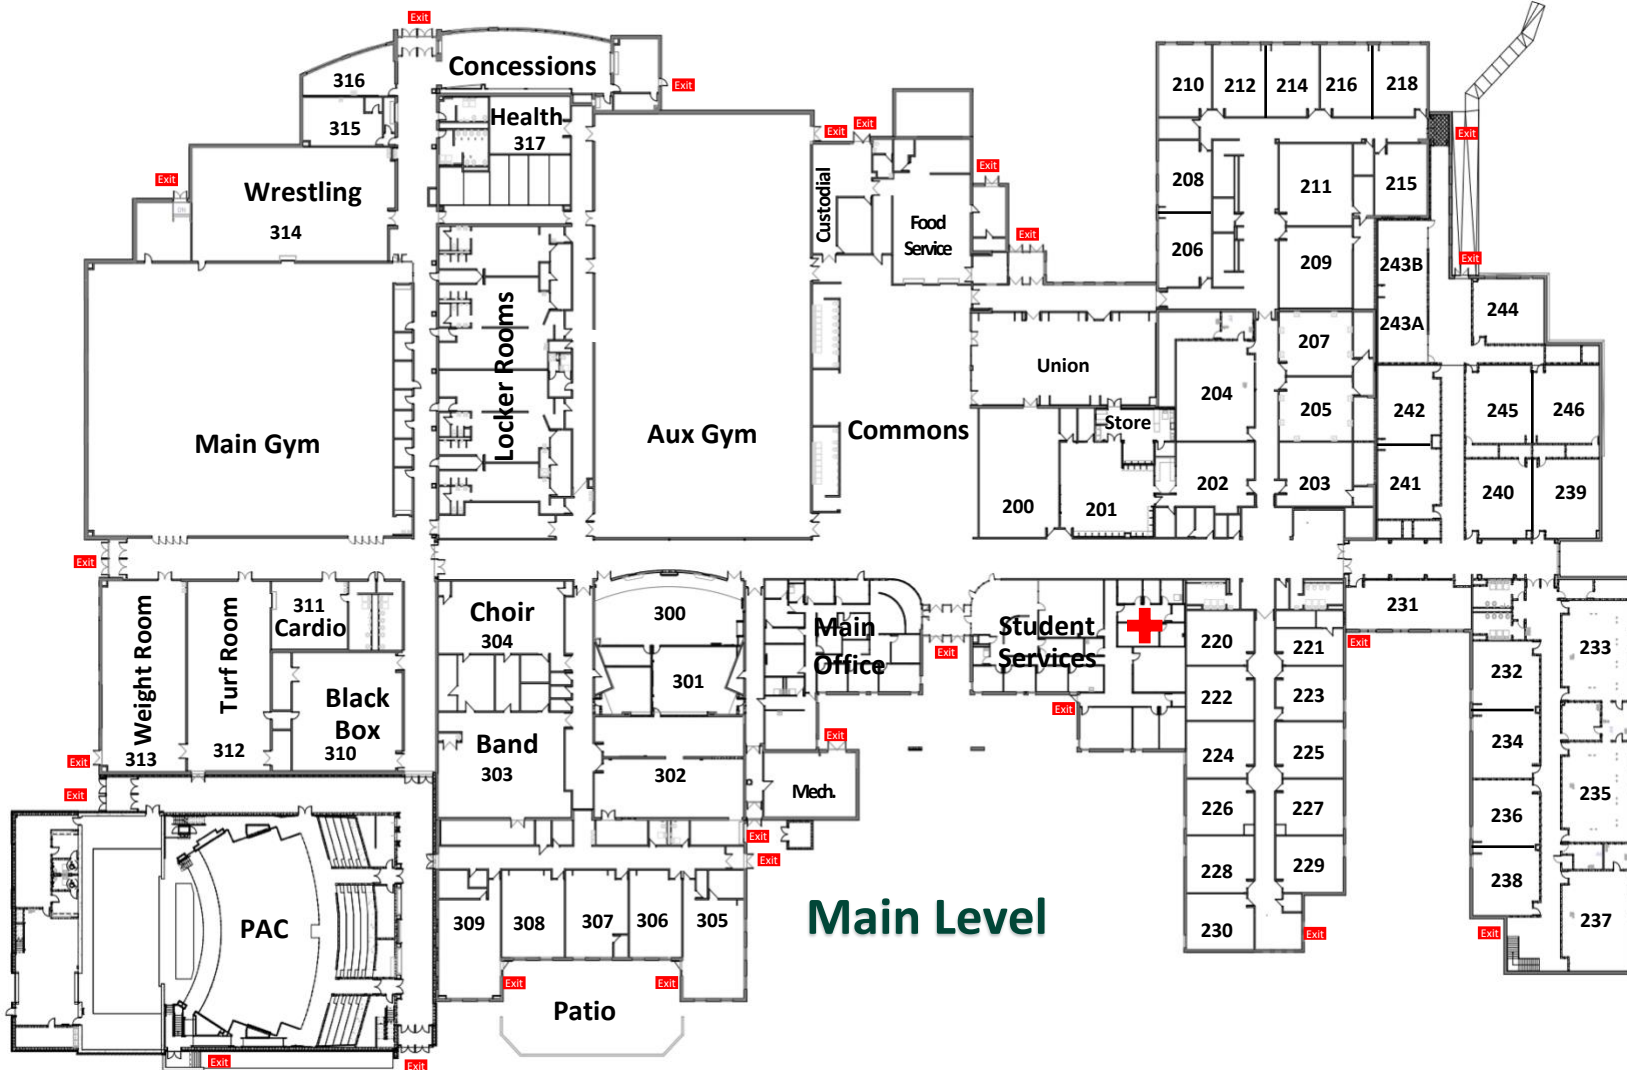 Exit
Concessions
316
Exit
315
Health
317
Exit
Exit
210
212
214
216
218
Exit
Wrestling
314
Exit
Custodial
Food
Service
Exit
Exit
208
211
215
206
209
243B
Exit
243A
244
Main Gym
Locker Rooms
Aux Gym
Commons
Union
Store
204
207
205
242
245
246
200
201
202
203
241
240
239
Exit
Weight Room
313
Turf Room
312
311
Cardio
Black
Box
310
Choir
304
300
301
Main
Office
Exit
Student
Services
220
221
231
Exit
232
233
222
223
Exit
Band
303
302
Exit
Mech.
224
225
234
235
Exit
Exit
226
227
236
Exit
Exit
228
229
238
PAC
309
308
307
306
305
Main Level
230
Exit
Exit
237
Exit
Exit
Patio
Exit
Exit